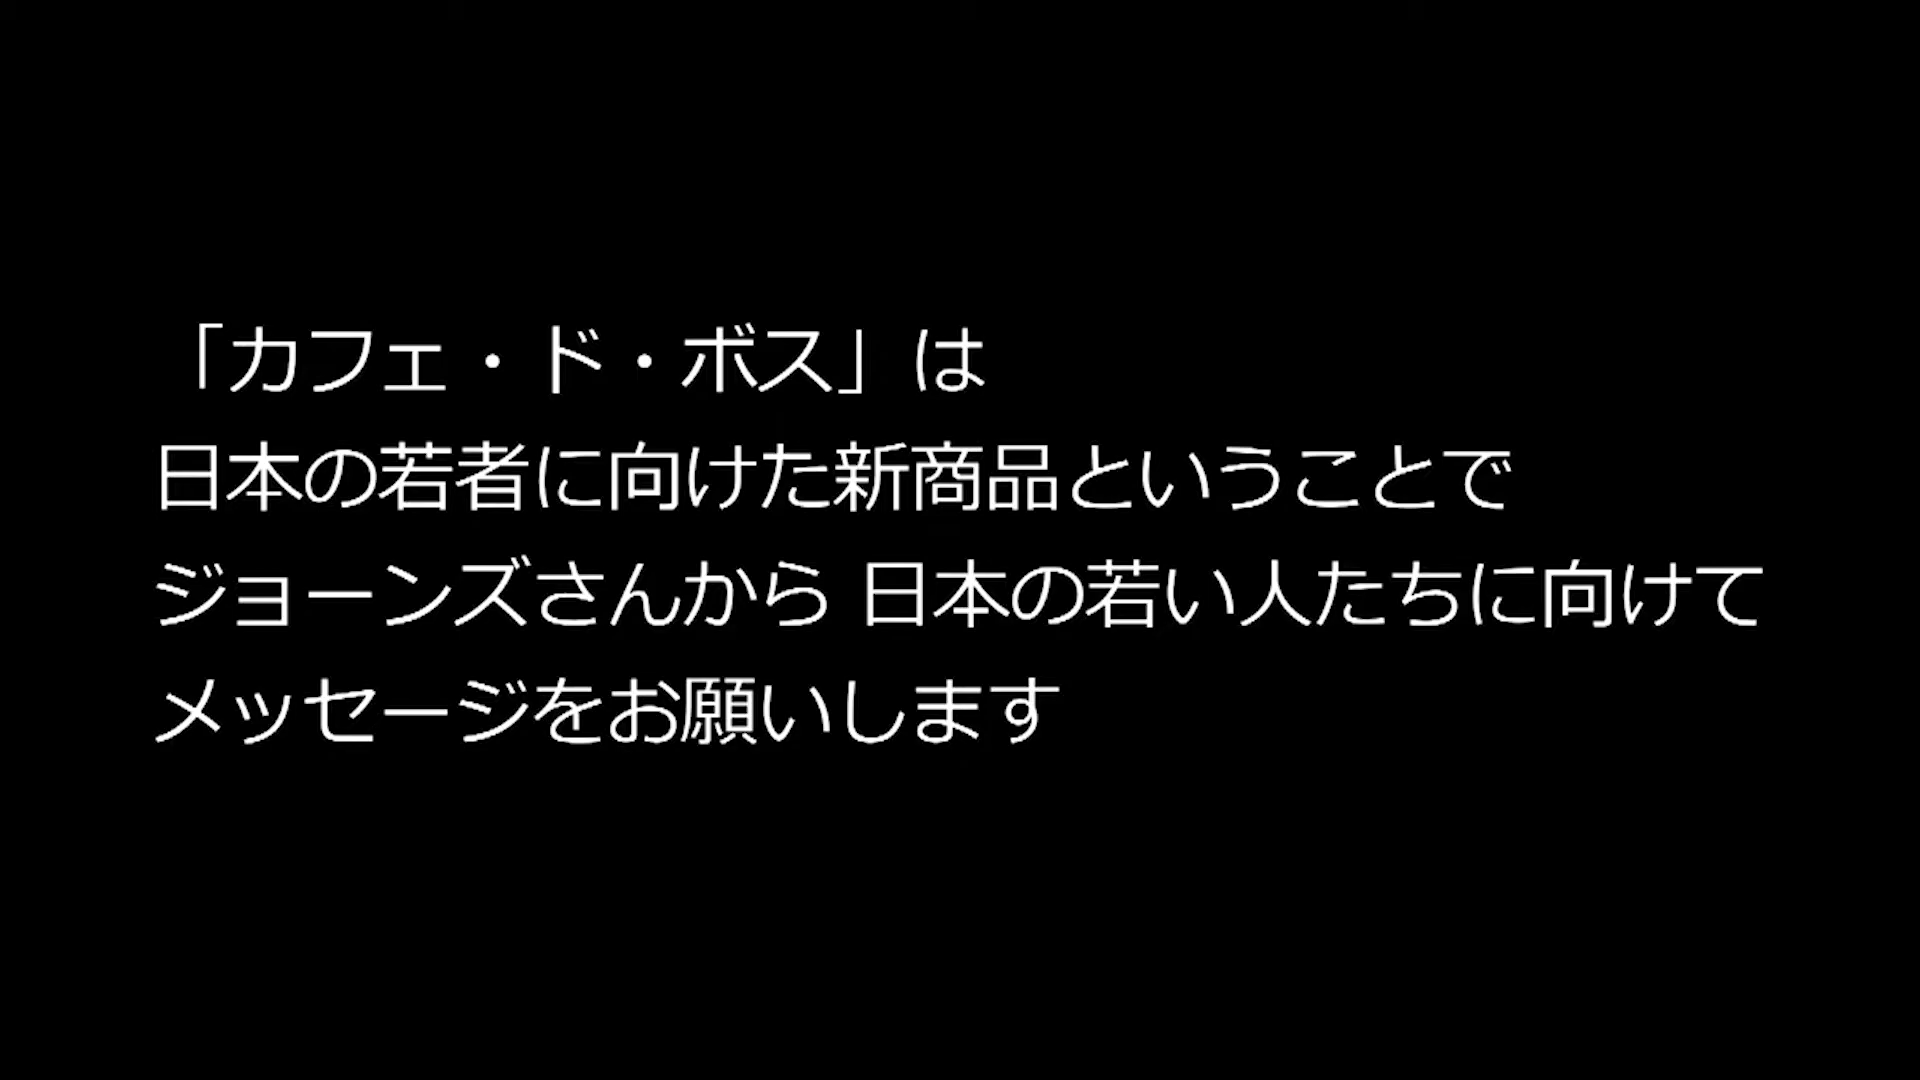 「カフェ・ド・ボス」は
日本の若者に向けた新商品ということで
ジョーンズさんから 日本の若い人たちに向けて
メッセージをお願いします